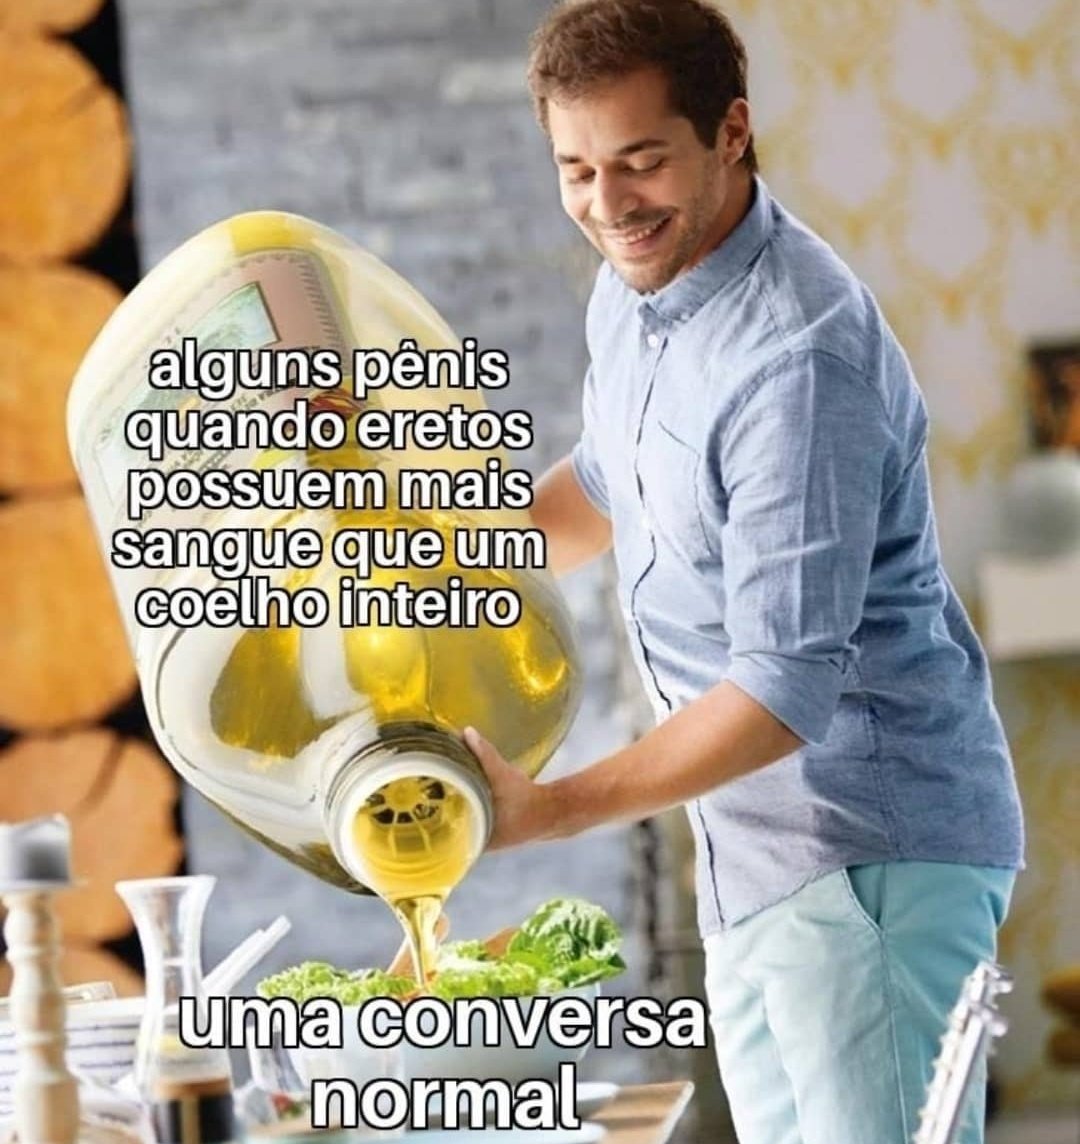 alguns pênis
quando eretos
possuem mais
sangue que um
coelho inteiro
uma conversa
normal